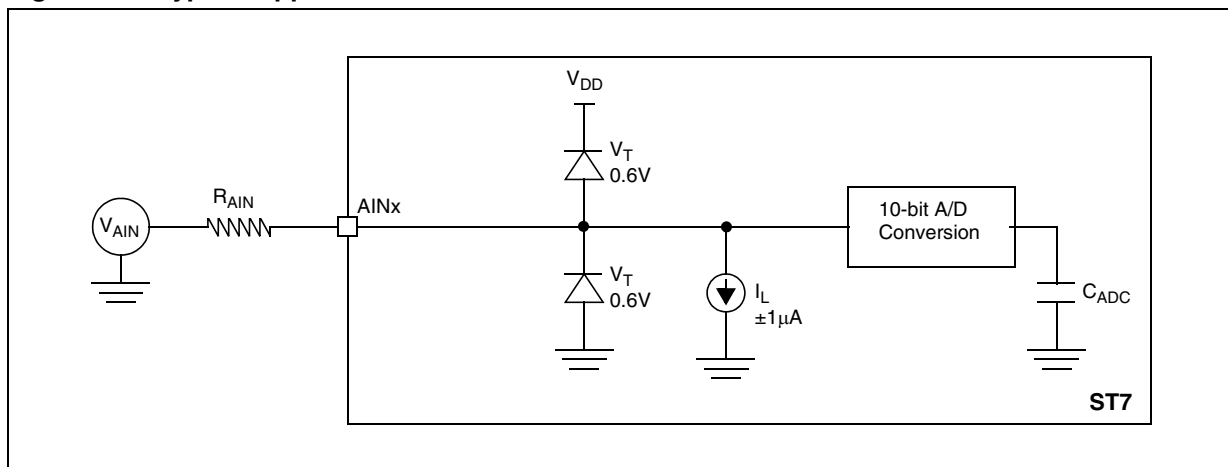 V_DD
V_T
0.6V
R_AIN
AINx
V_AIN
10-bit A/D
Conversion
V_T
0.6V
I_L
±1μA
C_ADC
ST7